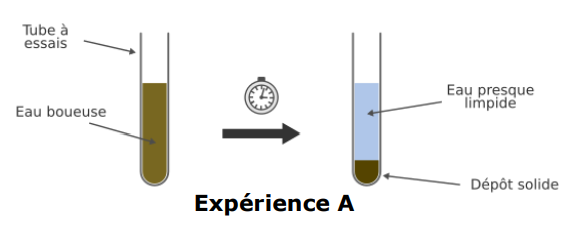 Tube à
essais
Eau boueuse
Eau presque
limpide
Dépôt solide
Expérience A